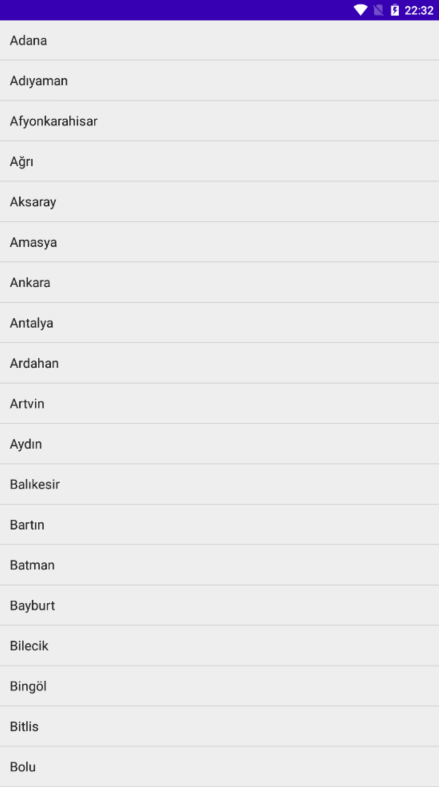 22:32
Adana
Adıyaman
Afyonkarahisar
Ağrı
Aksaray
Amasya
Ankara
Antalya
Ardahan
Artvin
Aydın
Balıkesir
Bartın
Batman
Bayburt
Bilecik
Bingöl
Bitlis
Bolu